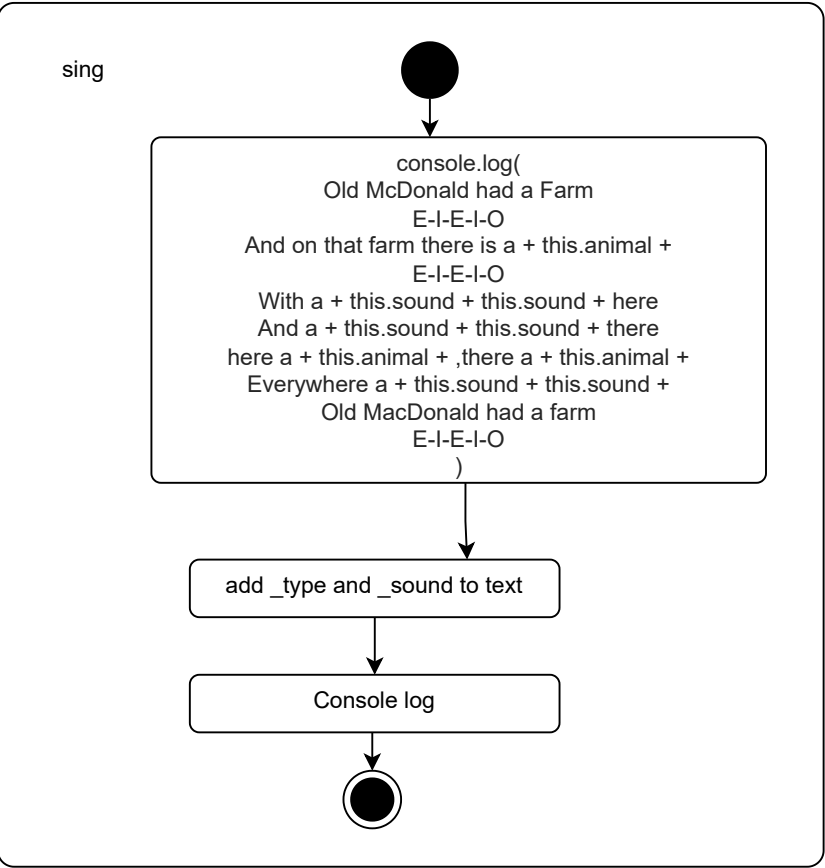 sing
console.log(
Old McDonald had a Farm
E-I-E-I-O
And on that farm there is a + this.animal +
E-I-E-I-O
With a + this.sound + this.sound + here
And a + this.sound + this.sound + there
here a + this.animal + ,there a + this.animal +
Everywhere a + this.sound + this.sound +
Old MacDonald had a farm
E-I-E-I-O
)
add _type and _sound to text
Console log